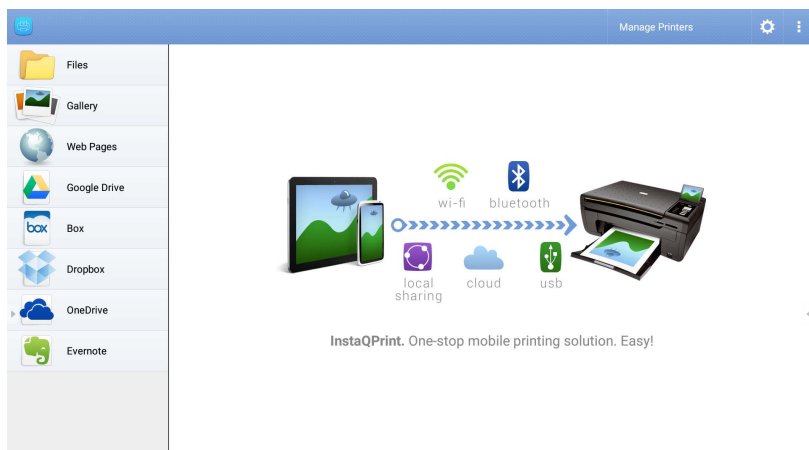 Manage Printers
Files
Gallery
Web Pages
Google Drive
box
Box
Dropbox
OneDrive
Evernote
wi-fi
bluetooth
local
sharing
cloud
usb
InstaQPrint. One-stop mobile printing solution. Easy!